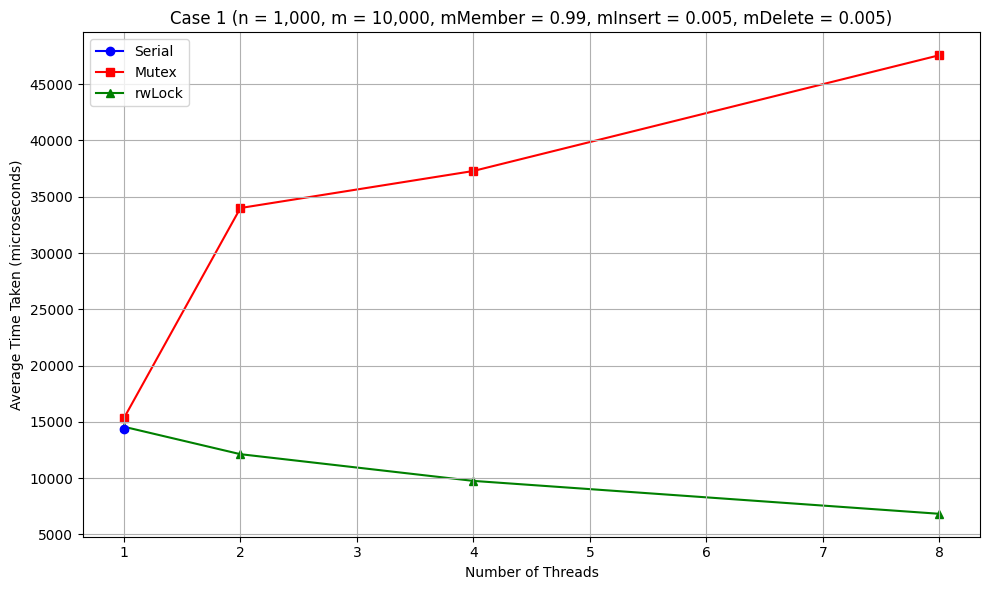 Case 1 (n = 1,000, m = 10,000, mMember = 0.99, mInsert = 0.005, mDelete = 0.005)
Serial
Mutex
rwLock
Average Time Taken (microseconds)
45000
40000
35000
30000
25000
20000
15000
10000
5000
1 2 3 4 5 6 7 8
Number of Threads